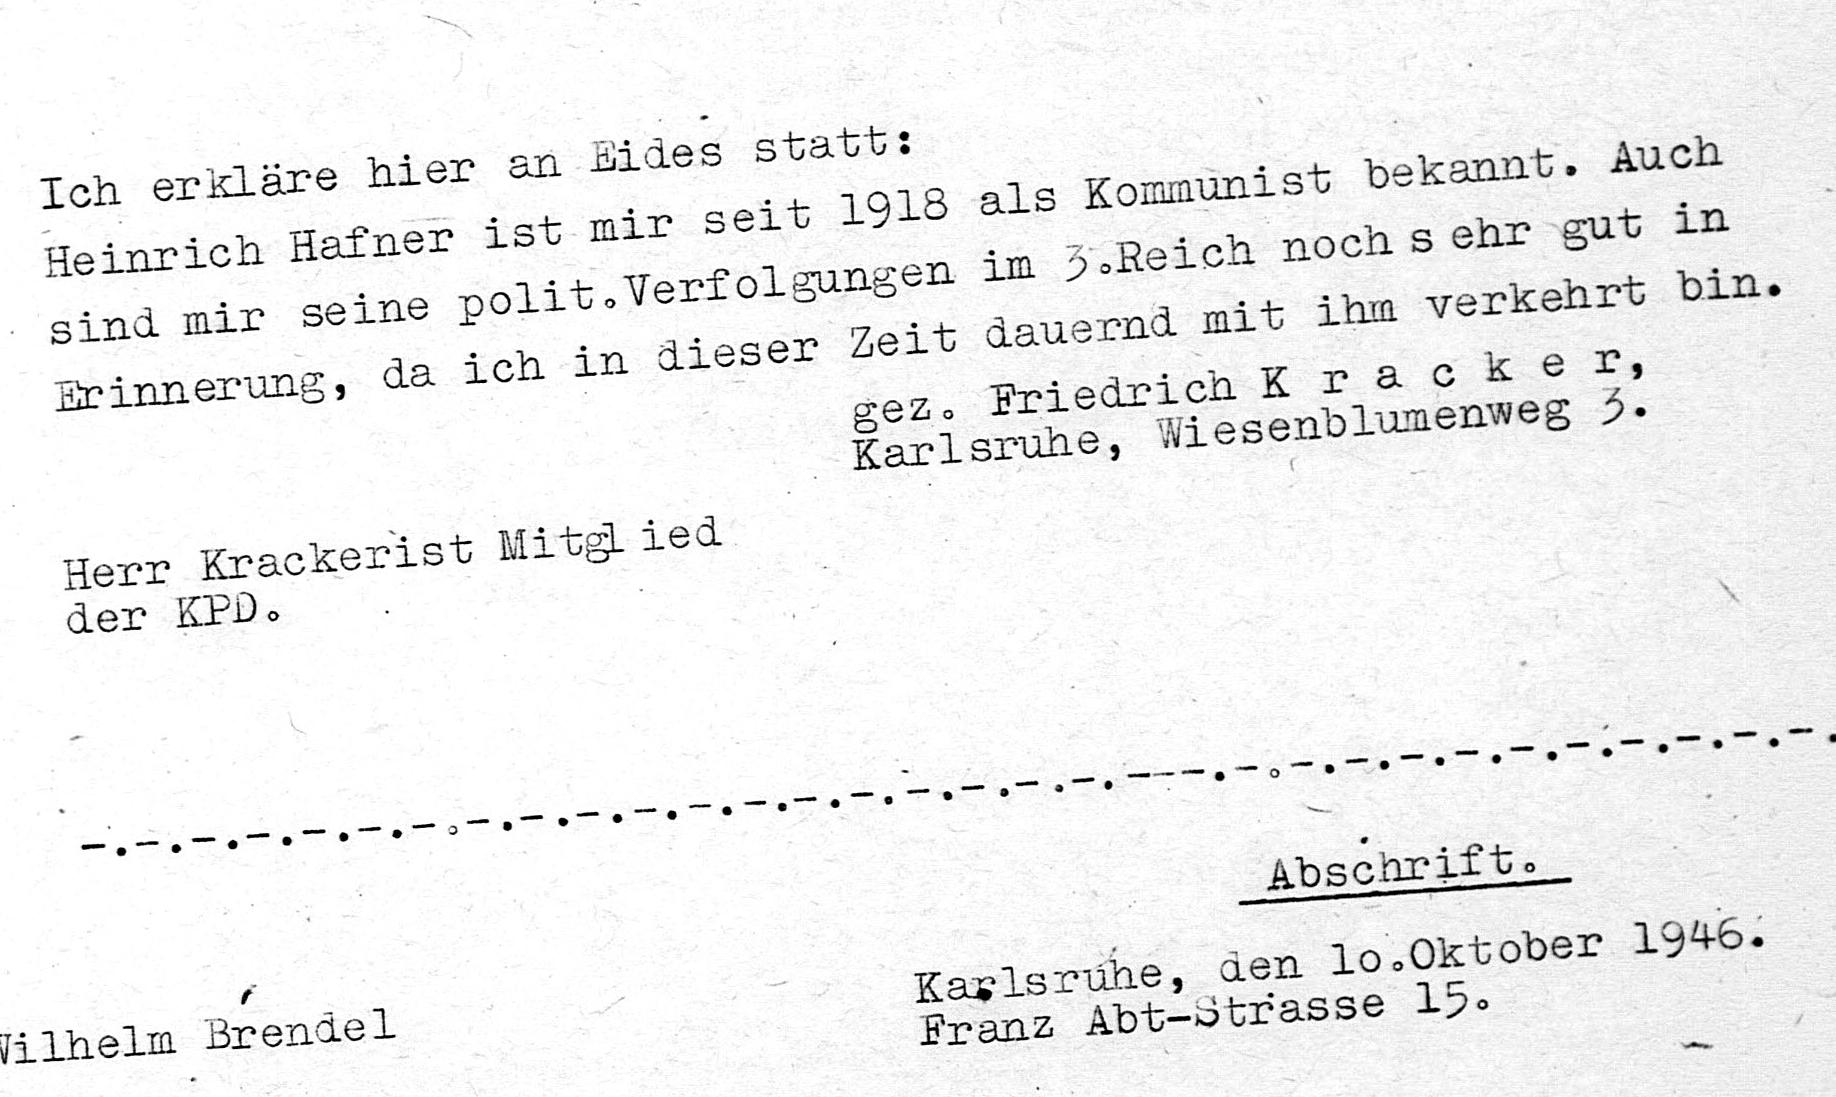 Ich erkläre hier an Eides statt:
Heinrich Hafner ist mir seit 1918 als Kommunist bekannt. Auch
sind mir seine polit.Verfolgungen im 3.Reich noch s ehr gut in
Erinnerung, da ich in dieser Zeit dauernd mit ihm verkehrt bin.
gez. Friedrich K r a c k e r,
Karlsruhe, Wiesenblumenweg 3.
Herr Krackerist Mitgl ied
der KPD.
-.-.-.-.-.-.-.-.-.-.-.-.-.-.-.-.-.-.-.---.-.-.-.-.-.-.-.-.-.-.-.
Abschrift.
Karlsruhe, den lo.Oktober 1946.
Franz Abt-Strasse 15.
Wilhelm Brendel